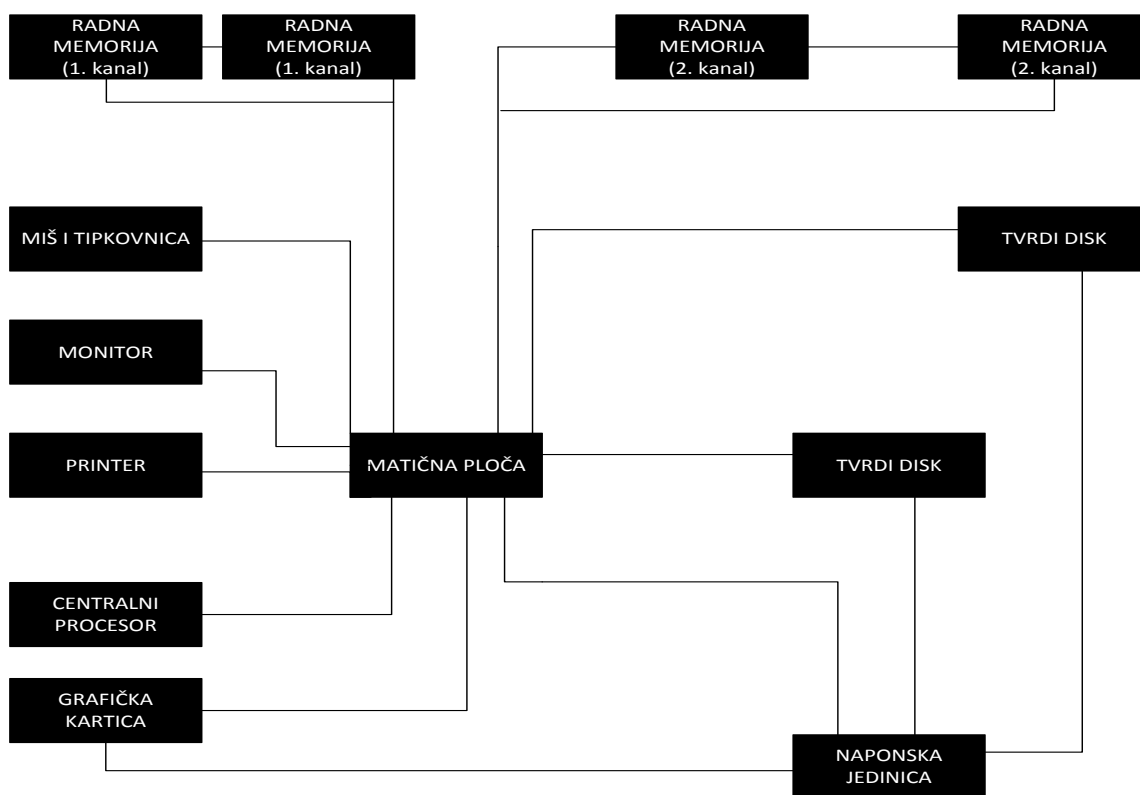 RADNA
MEMORIJA
(1. kanal)
RADNA
MEMORIJA
(1. kanal)
RADNA
MEMORIJA
(2. kanal)
RADNA
MEMORIJA
(2. kanal)
MIŠ I TIPKOVNICA
TVRDI DISK
MONITOR
PRINTER
MATIČNA PLOČA
TVRDI DISK
CENTRALNI
PROCESOR
GRAFIČKA
KARTICA
NAPONSKA
JEDINICA